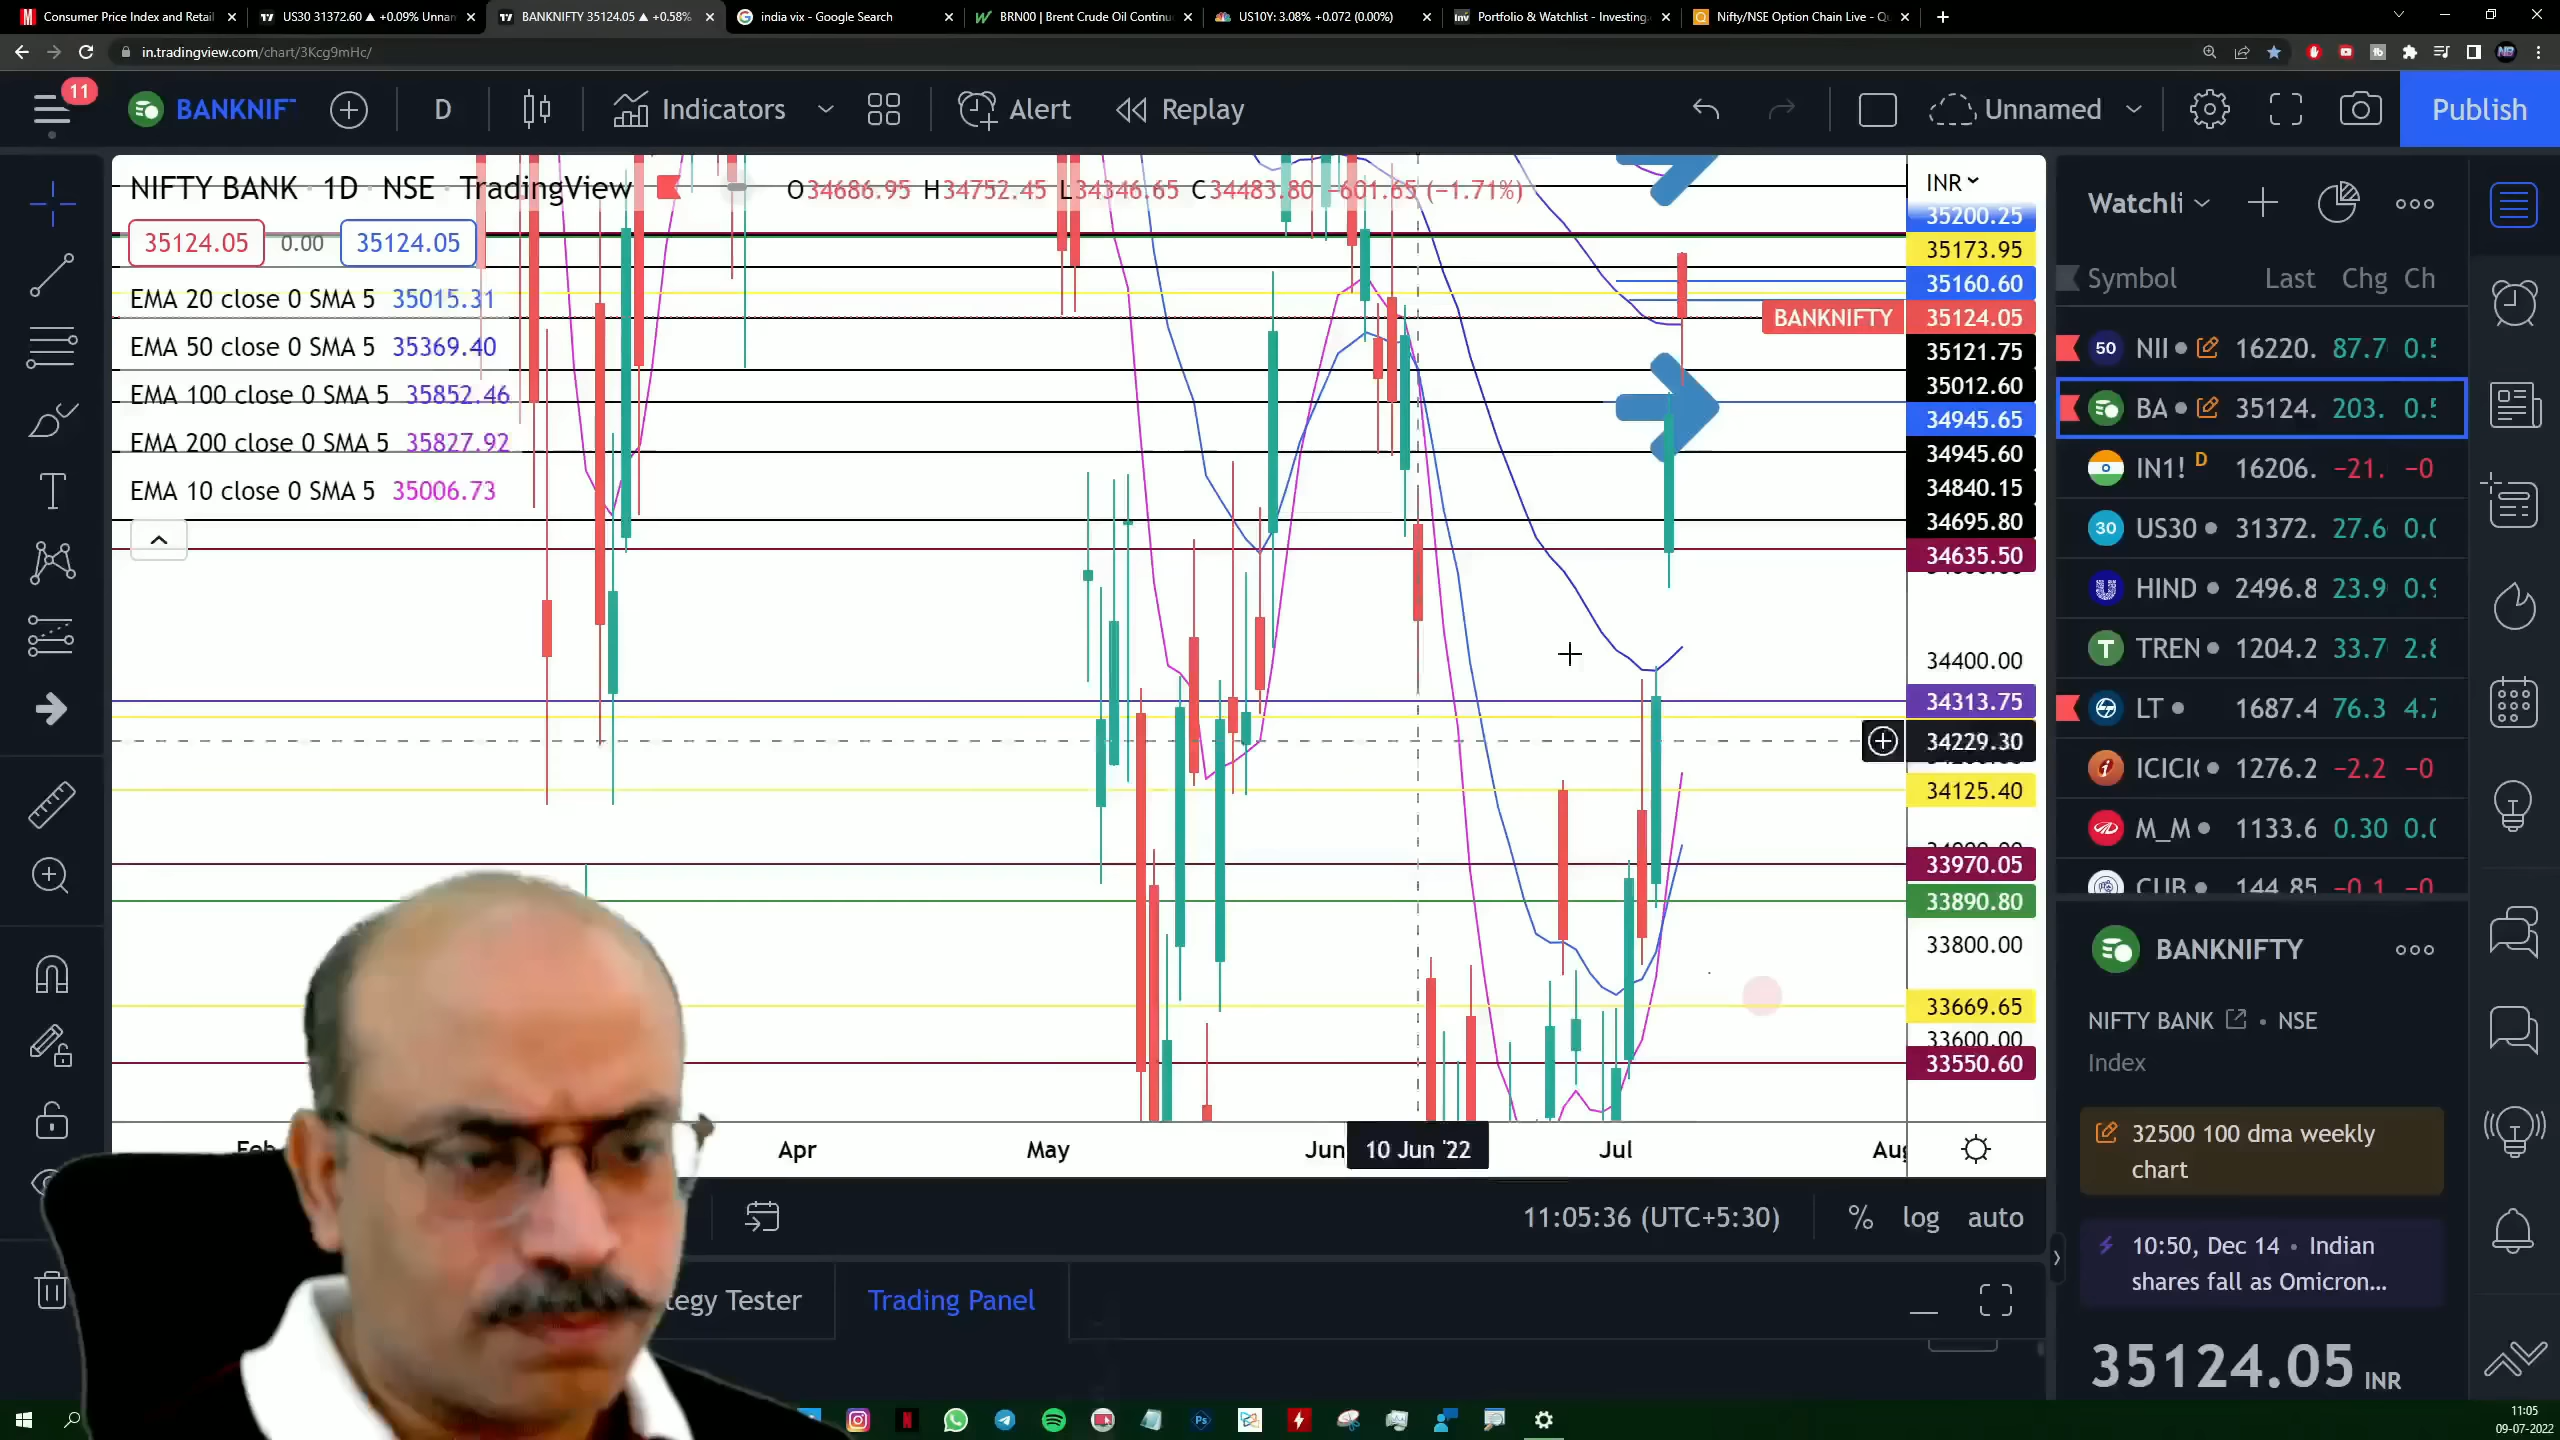 Consumer Price Index and Retail
US30 31372.60 ▲ +0.09% Unnam
BANKNIFTY 35124.05 ▲ +0.58%
india vix - Google Search
BRN00 | Brent Crude Oil Continu
US10Y: 3.08% +0.072 (0.00%)
Portfolio & Watchlist - Investing.
Nifty/NSE Option Chain Live - Q
in.tradingview.com/chart/3Kcg9mHc/
11
BANKNIF
D
Indicators
Alert
Replay
Unnamed
Publish
NIFTY BANK · 1D · NSE · TradingView
O34686.95 H34752.45 L34346.65 C34483.80 −601.65 (−1.71%)
35124.05 0.00 35124.05
EMA 20 close 0 SMA 5 35015.31
EMA 50 close 0 SMA 5 35369.40
EMA 100 close 0 SMA 5 35852.46
EMA 200 close 0 SMA 5 35827.92
EMA 10 close 0 SMA 5 35006.73
INR
35200.25
35173.95
35160.60
BANKNIFTY 35124.05
35121.75
35012.60
34945.65
34945.60
34840.15
34695.80
34635.50
34400.00
34313.75
34229.30
34125.40
33970.05
33890.80
33800.00
33669.65
33600.00
33550.60
Feb
Apr
May
Jun
10 Jun '22
Jul
Aug
11:05:36 (UTC+5:30)
%
log
auto
tegy Tester
Trading Panel
Watchli
Symbol Last Chg Ch
50 NII 16220. 87.7 0.5
BA 35124. 203. 0.5
IN1! D 16206. −21. −0
30 US30 31372. 27.6 0.0
HIND 2496.8 23.9 0.9
T TREN 1204.2 33.7 2.8
LT 1687.4 76.3 4.7
ICICI 1276.2 −2.2 −0
M_M 1133.6 0.30 0.0
CUB 144.85 −0.1 −0
BANKNIFTY
NIFTY BANK • NSE
Index
32500 100 dma weekly
chart
10:50, Dec 14 • Indian
shares fall as Omicron...
35124.05 INR
11:05
09-07-2022